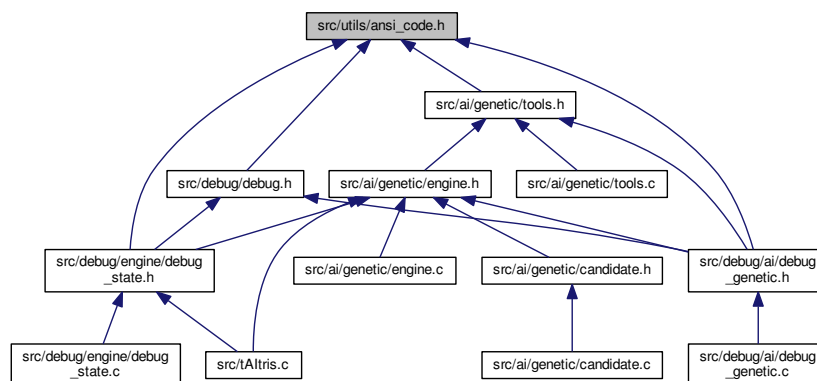 src/utils/ansi_code.h
src/ai/genetic/tools.h
src/debug/debug.h
src/ai/genetic/engine.h
src/ai/genetic/tools.c
src/debug/engine/debug
_state.h
src/ai/genetic/engine.c
src/ai/genetic/candidate.h
src/debug/ai/debug
_genetic.h
src/debug/engine/debug
_state.c
src/tAItris.c
src/ai/genetic/candidate.c
src/debug/ai/debug
_genetic.c